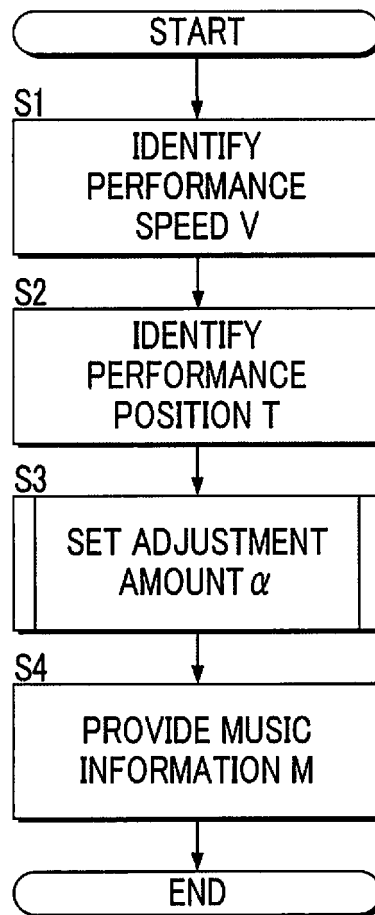 START
S1
IDENTIFY
PERFORMANCE
SPEED V
S2
IDENTIFY
PERFORMANCE
POSITION T
S3
SET ADJUSTMENT
AMOUNT α
S4
PROVIDE MUSIC
INFORMATION M
END